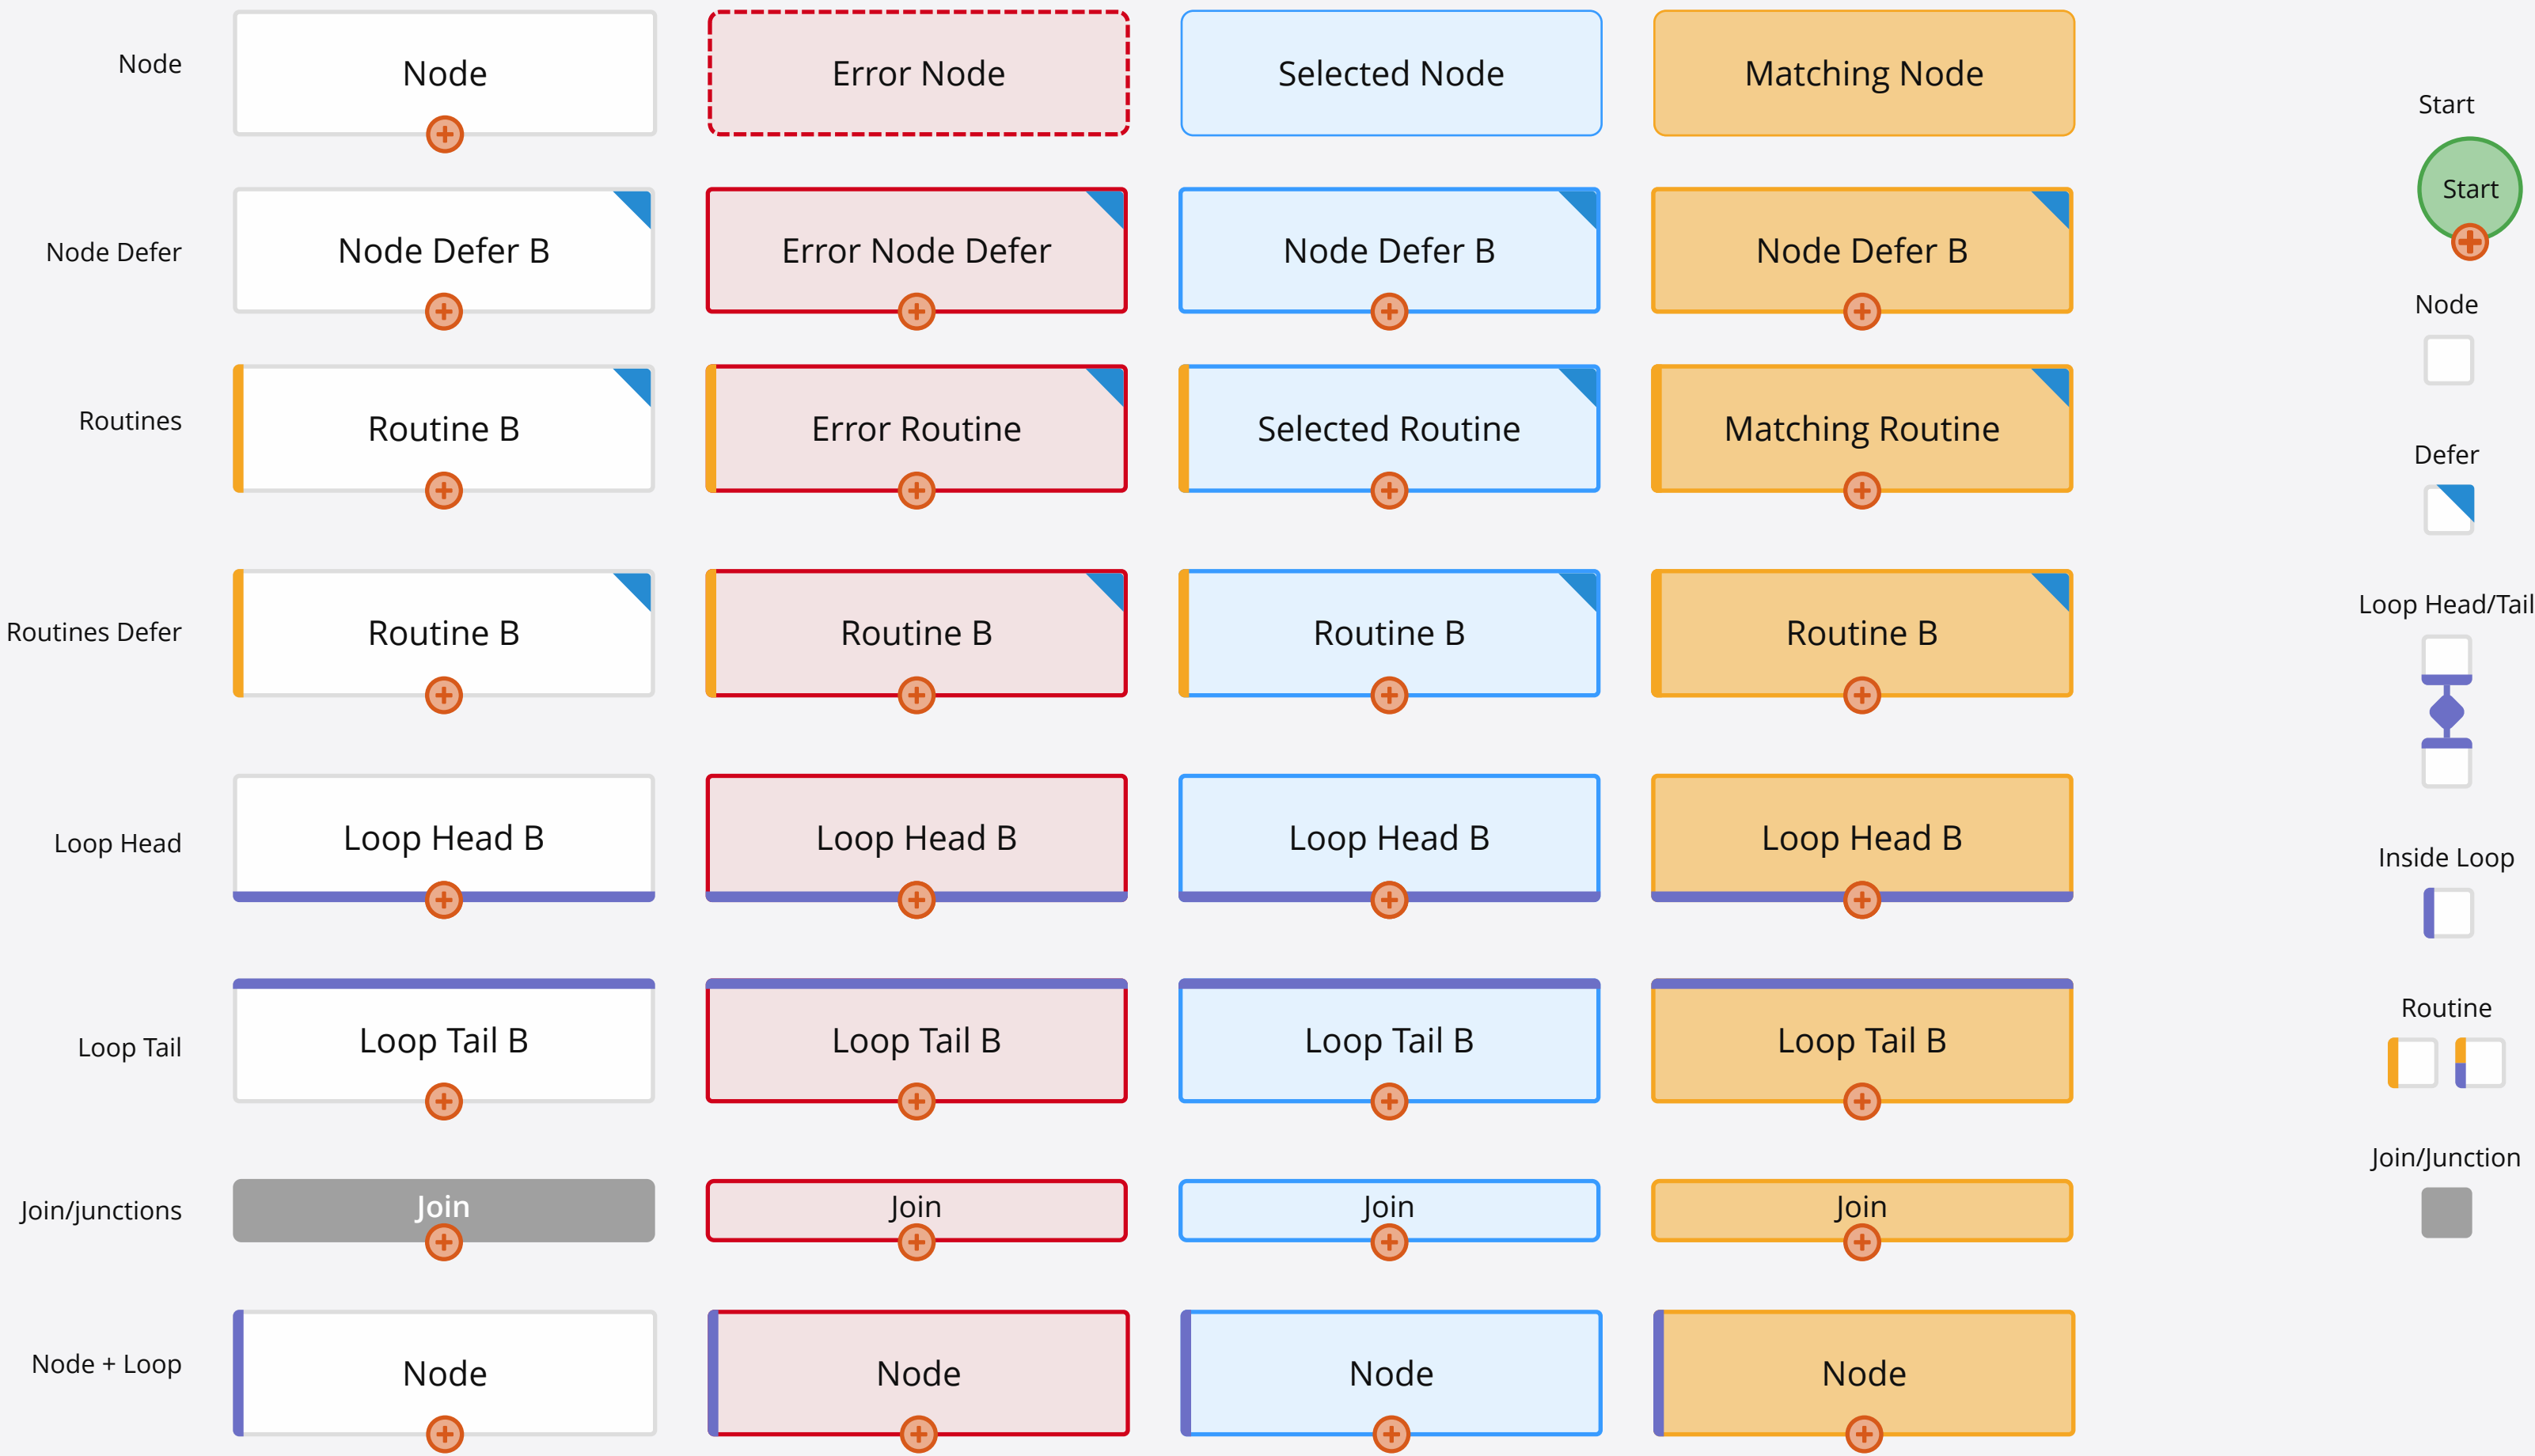 Node
Node
Error Node
Selected Node
Matching Node
Node Defer
Node Defer B
Error Node Defer
Node Defer B
Node Defer B
Routines
Routine B
Error Routine
Selected Routine
Matching Routine
Routines Defer
Routine B
Routine B
Routine B
Routine B
Loop Head
Loop Head B
Loop Head B
Loop Head B
Loop Head B
Loop Tail
Loop Tail B
Loop Tail B
Loop Tail B
Loop Tail B
Join/junctions
Join
Join
Join
Join
Node + Loop
Node
Node
Node
Node
Start
Start
Node
Defer
Loop Head/Tail
Inside Loop
Routine
Join/Junction